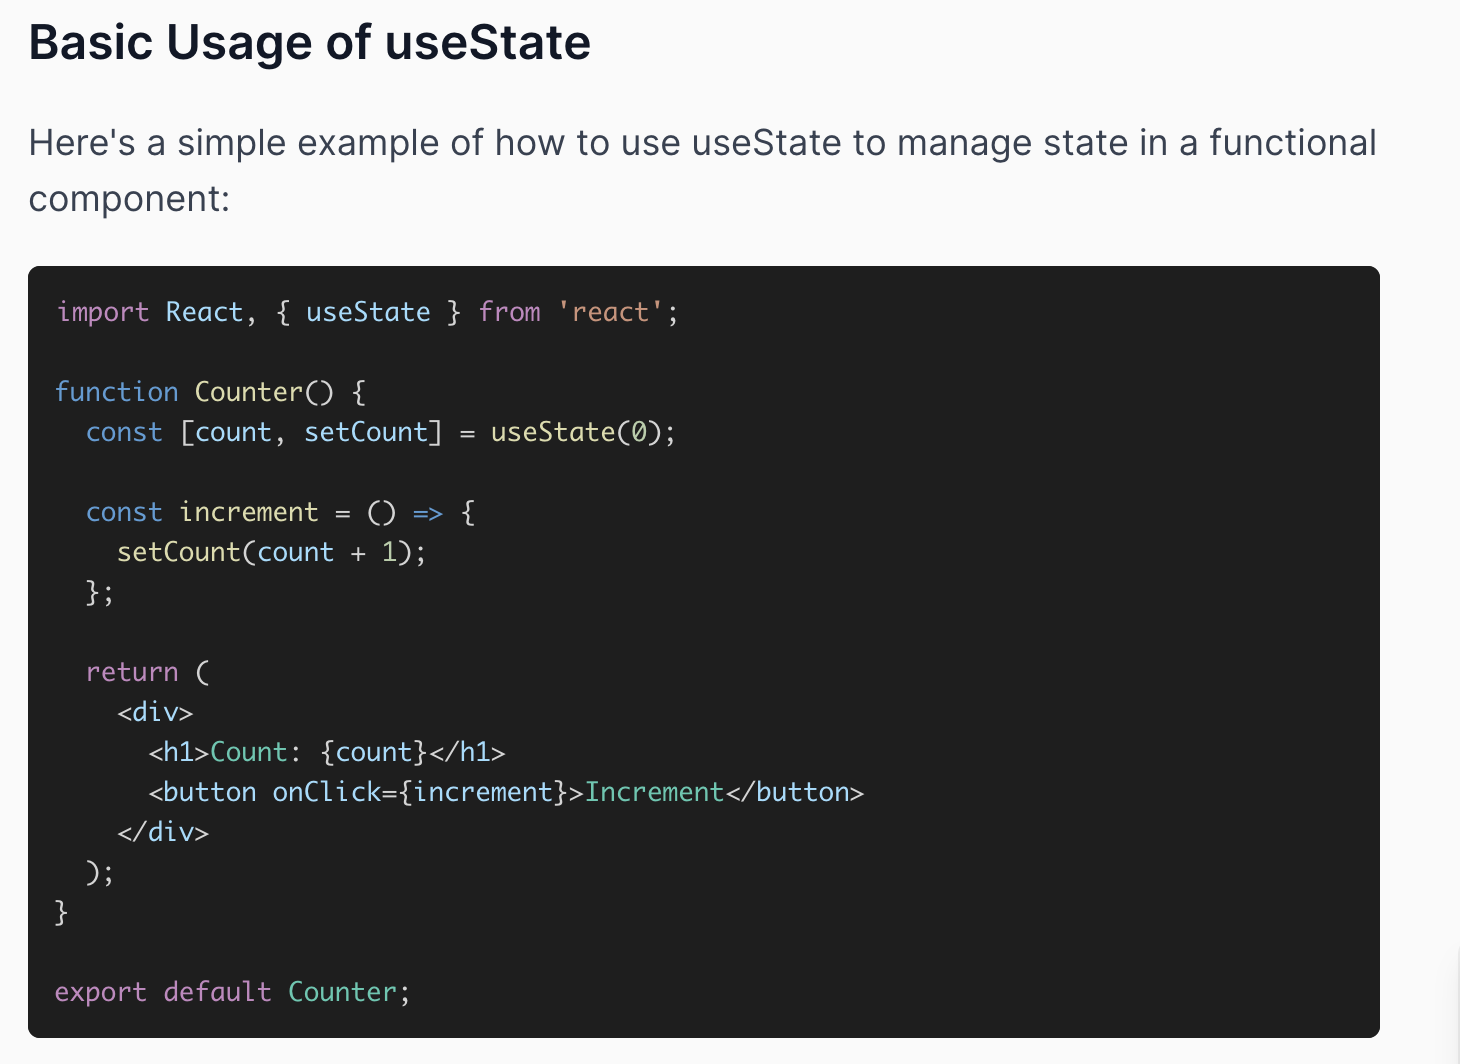 Basic Usage of useState
Here's a simple example of how to use useState to manage state in a functional
component:
import React, { useState } from 'react';
function Counter() {
  const [count, setCount] = useState(0);
  const increment = () => {
    setCount(count + 1);
  };
  return (
    <div>
      <h1>Count: {count}</h1>
      <button onClick={increment}>Increment</button>
    </div>
  );
}
export default Counter;